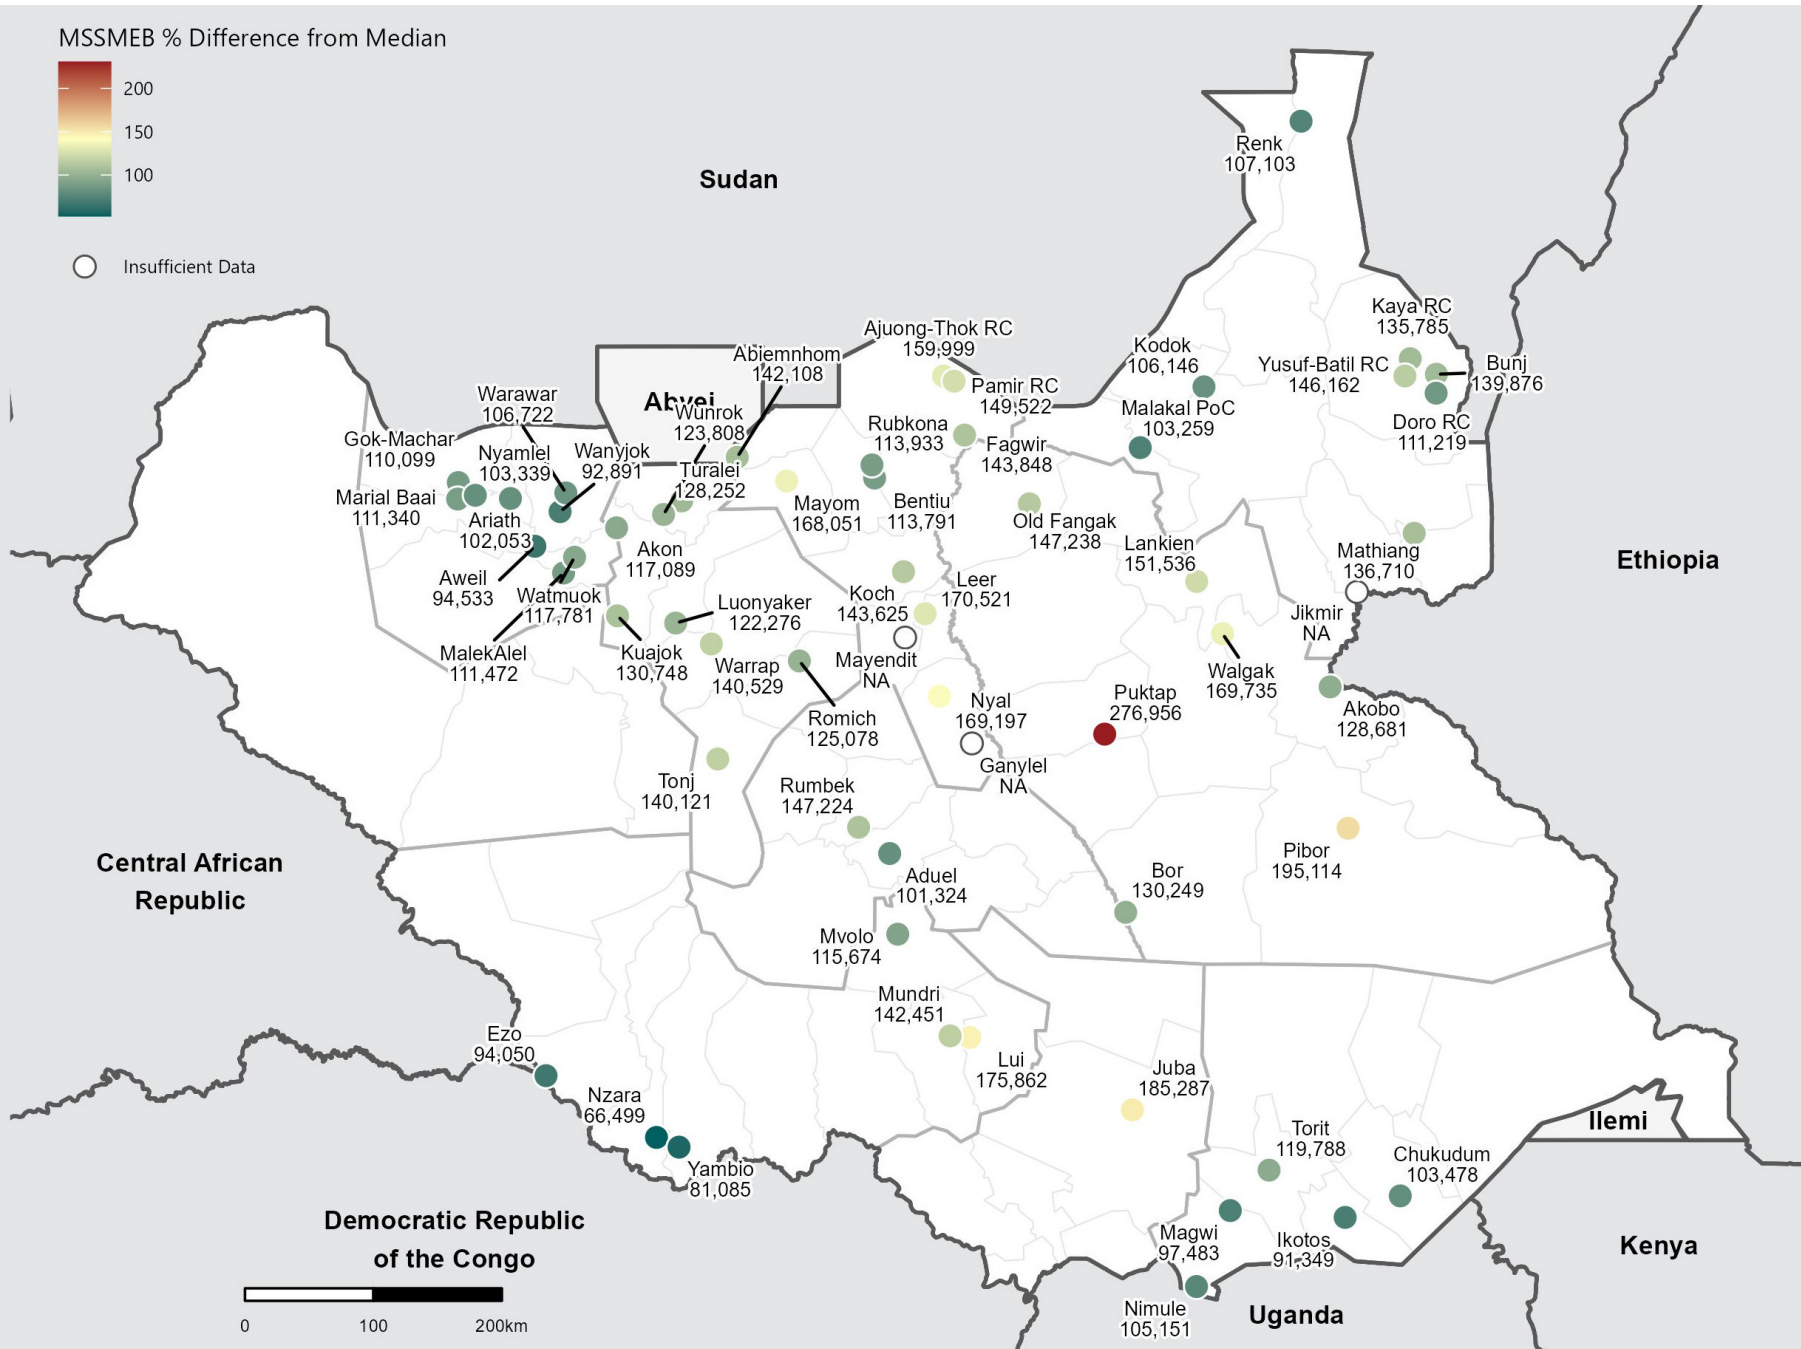 MSSMEB % Difference from Median
200
150
100
Insufficient Data
Sudan
Renk
107,103
Kaya RC
135,785
Ajuong-Thok RC
159,999
Kodok
106,146
Yusuf-Batil RC
146,162
Bunj
139,876
Abiemnhom
142,108
Pamir RC
149,522
Warawar
106,722
Abyei
Wunrok
123,808
Malakal PoC
103,259
Doro RC
111,219
Rubkona
113,933
Gok-Machar
110,099
Nyamlel
103,339
Wanyjok
92,891
Fagwir
143,848
Turalei
128,252
Marial Baai
111,340
Mayom
168,051
Bentiu
113,791
Ariath
102,053
Old Fangak
147,238
Lankien
151,536
Akon
117,089
Mathiang
136,710
Ethiopia
Aweil
94,533
Watmuok
117,781
Luonyaker
122,276
Koch
143,625
Leer
170,521
Jikmir
NA
MalekAlel
111,472
Kuajok
130,748
Warrap
140,529
Mayendit
NA
Walgak
169,735
Puktap
276,956
Nyal
169,197
Romich
125,078
Akobo
128,681
Ganylel
NA
Tonj
140,121
Rumbek
147,224
Central African
Republic
Pibor
195,114
Aduel
101,324
Bor
130,249
Mvolo
115,674
Mundri
142,451
Ezo
94,050
Lui
175,862
Juba
185,287
Nzara
66,499
Ilemi
Torit
119,788
Chukudum
103,478
Yambio
81,085
Democratic Republic
of the Congo
Magwi
97,483
Ikotos
91,349
Kenya
Nimule
105,151
Uganda
0
100
200km